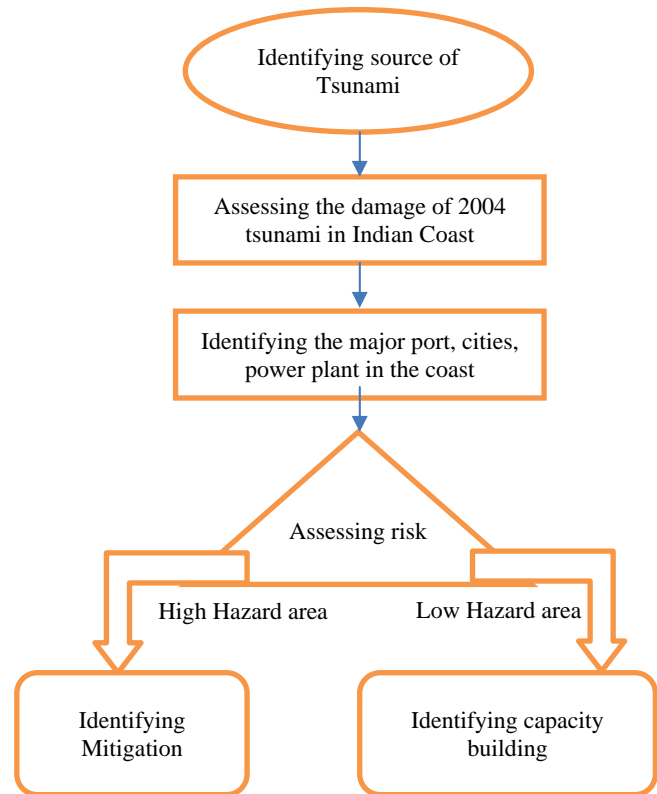 Identifying source of
Tsunami
Assessing the damage of 2004
tsunami in Indian Coast
Identifying the major port, cities,
power plant in the coast
Assessing risk
High Hazard area
Low Hazard area
Identifying
Mitigation
Identifying capacity
building